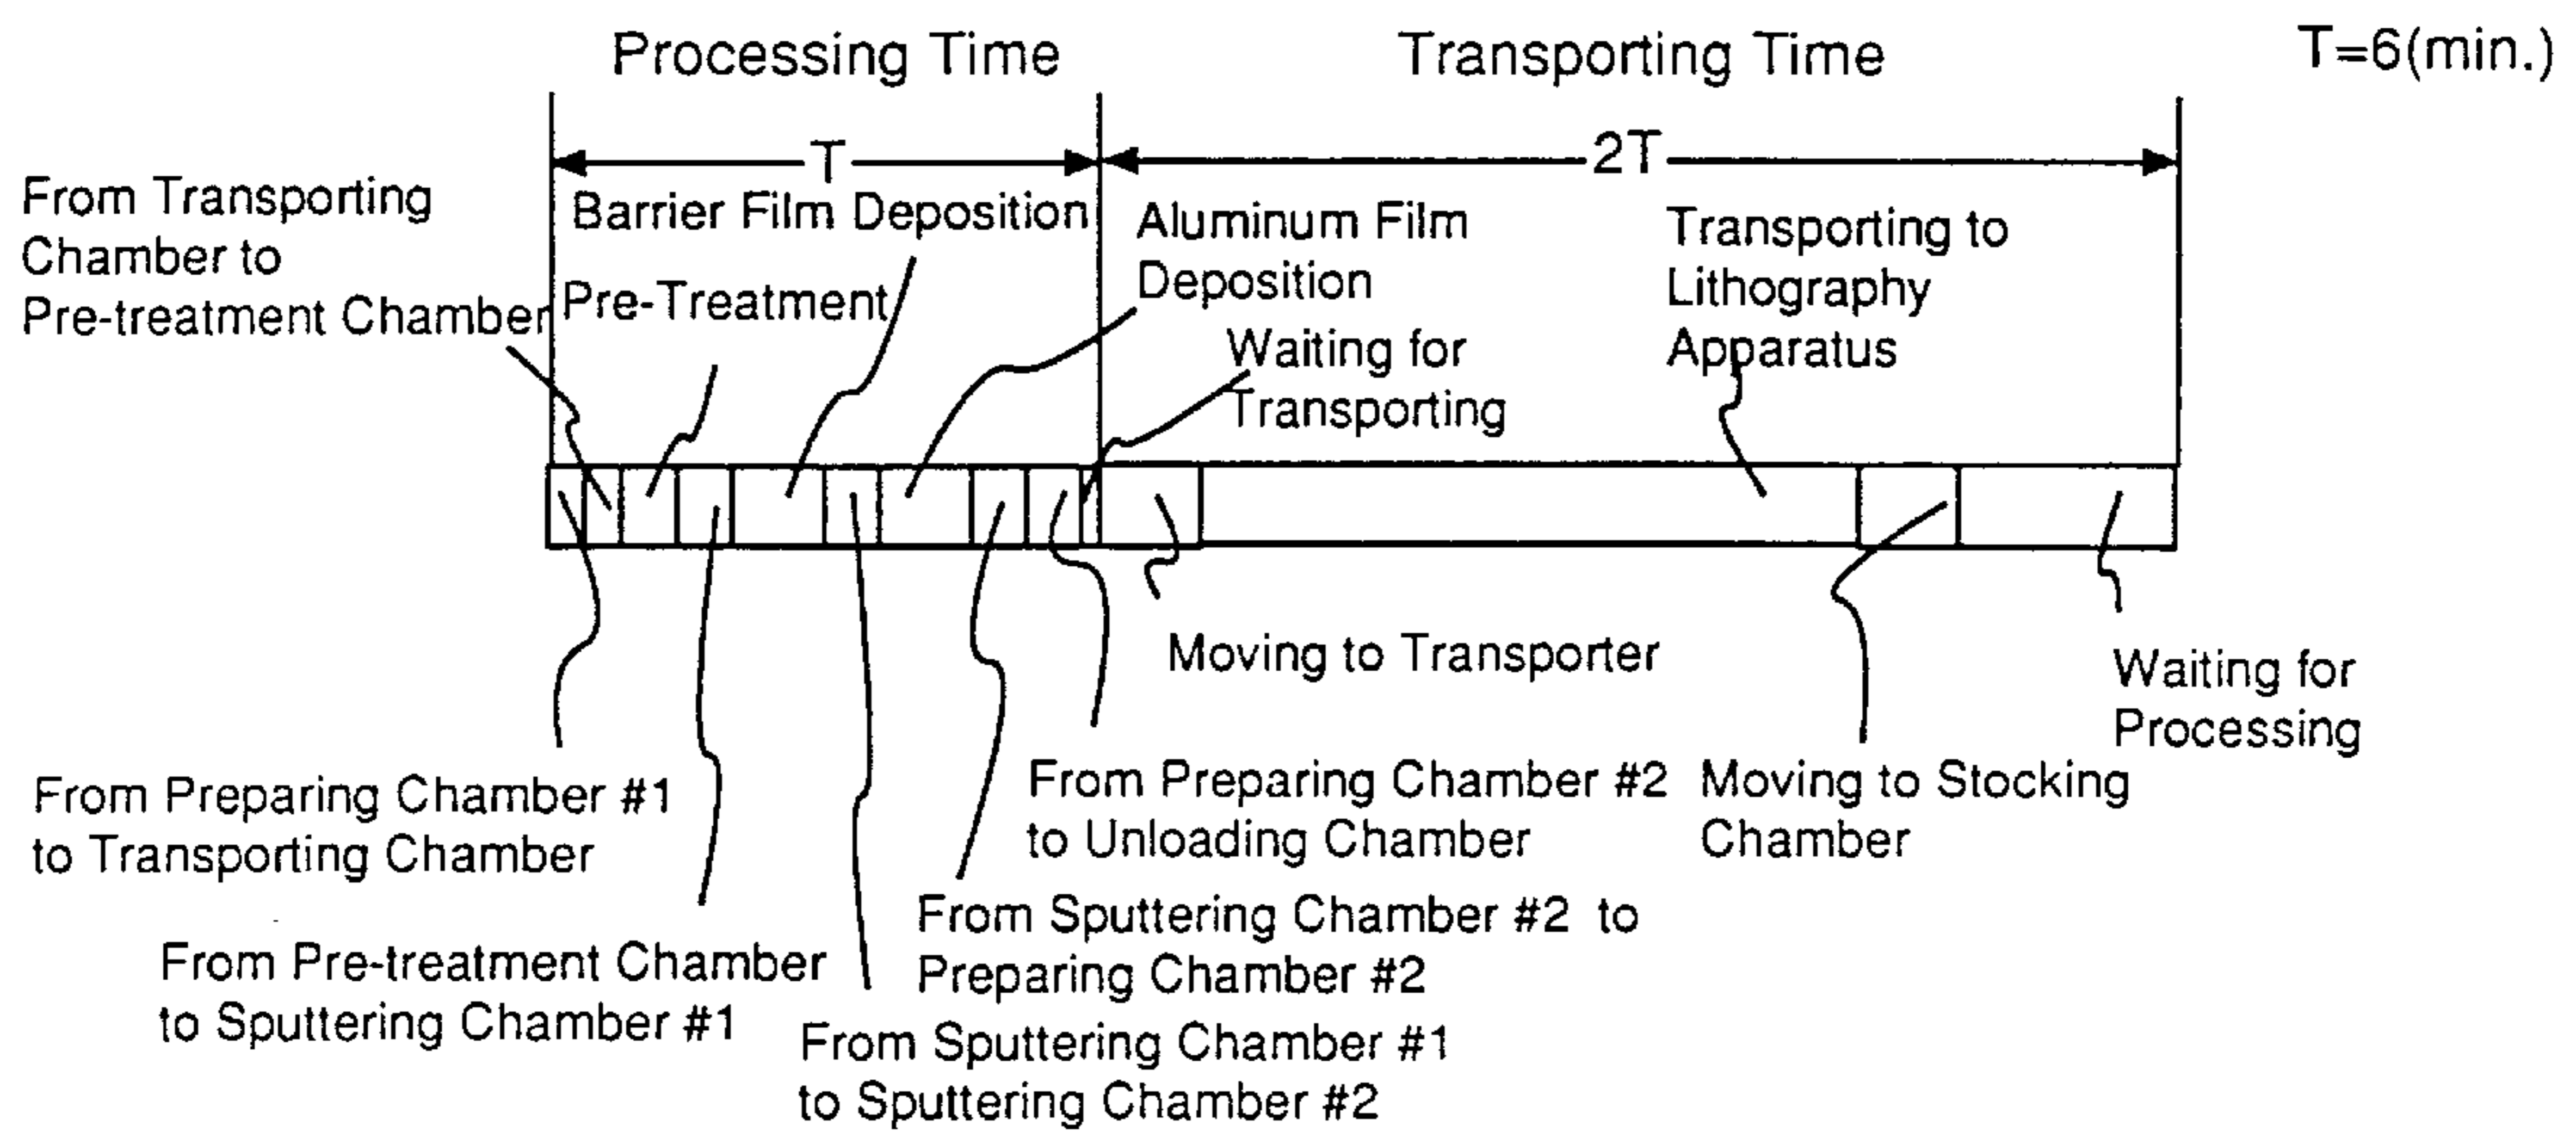 Processing Time
Transporting Time
T=6(min.)
T
2T
From Transporting
Chamber to
Pre-treatment Chamber
Barrier Film Deposition
Pre-Treatment
Aluminum Film
Deposition
Waiting for
Transporting
Transporting to
Lithography
Apparatus
Moving to Transporter
Waiting for
Processing
From Preparing Chamber #1
to Transporting Chamber
From Preparing Chamber #2
to Unloading Chamber
Moving to Stocking
Chamber
From Pre-treatment Chamber
to Sputtering Chamber #1
From Sputtering Chamber #2 to
Preparing Chamber #2
From Sputtering Chamber #1
to Sputtering Chamber #2